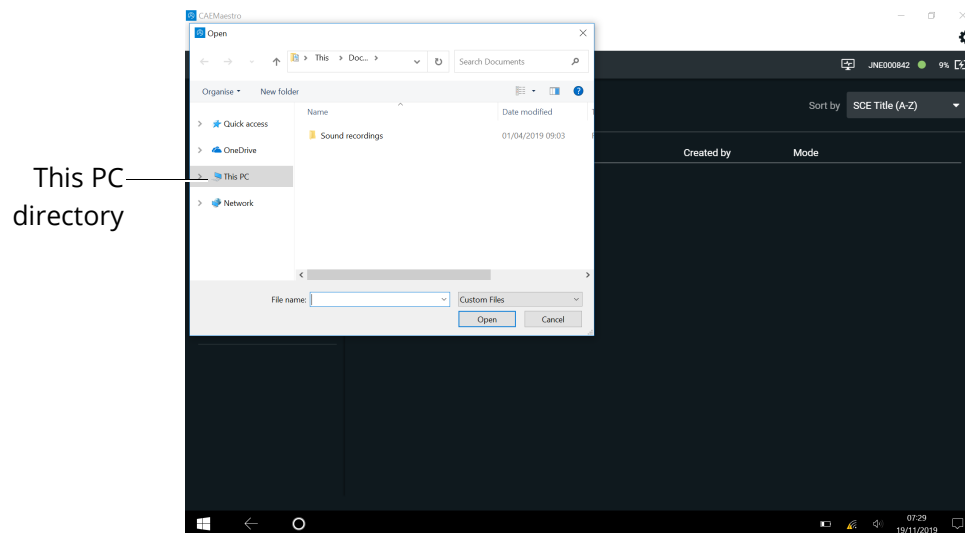 CAEMaestro
Open
This > Doc... >
Search Documents
JNE000842
9%
Organise
New folder
Sort by
SCE Title (A-Z)
Name
Date modified
Quick access
Sound recordings
01/04/2019 09:03
OneDrive
Created by
Mode
This PC
This PC
directory
Network
File name:
Custom Files
Open
Cancel
07:29
19/11/2019